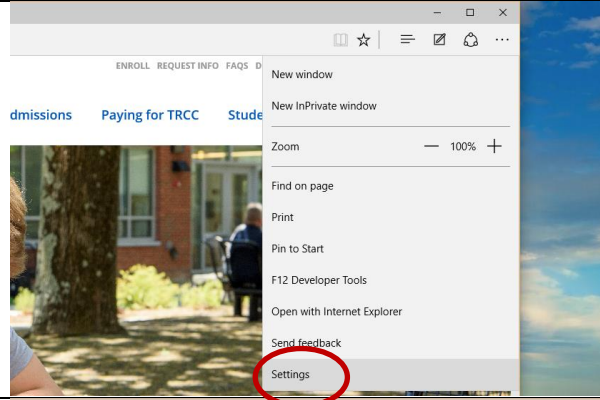 ENROLL REQUEST INFO FAQS D
dmissions Paying for TRCC Stude
New window
New InPrivate window
Zoom — 100% +
Find on page
Print
Pin to Start
F12 Developer Tools
Open with Internet Explorer
Send feedback
Settings